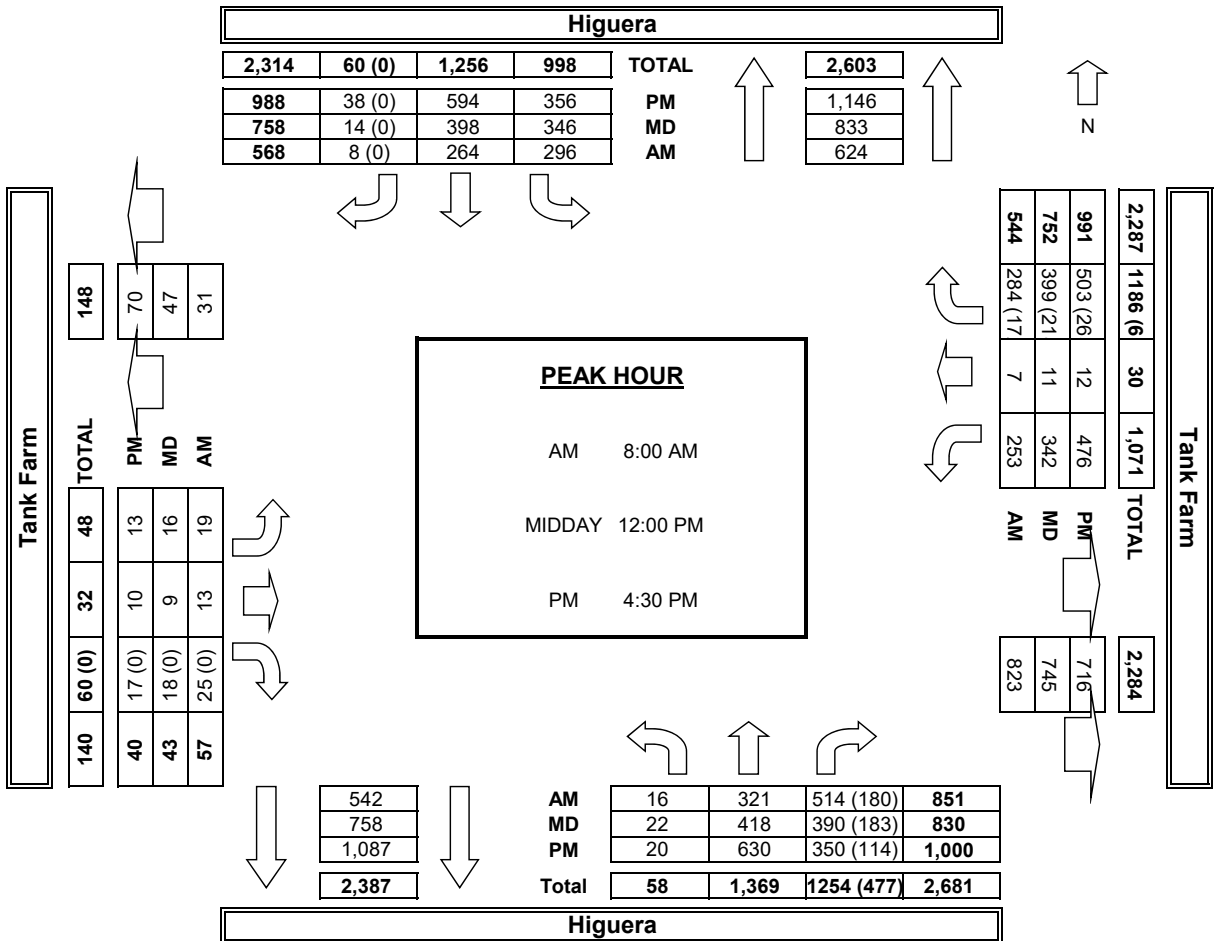 Higuera
2,314 60 (0) 1,256 998 TOTAL 2,603
988 38 (0) 594 356 PM 1,146
758 14 (0) 398 346 MD 833
568 8 (0) 264 296 AM 624
N
Tank Farm
148
70 47 31
TOTAL PM MD AM
48 13 16 19
32 10 9 13
60 (0) 17 (0) 18 (0) 25 (0)
140 40 43 57
PEAK HOUR
AM 8:00 AM
MIDDAY 12:00 PM
PM 4:30 PM
544 752 991 2,287
284 (17 399 (21 503 (26 1186 (6
7 11 12 30
253 342 476 1,071
AM MD PM TOTAL
823 745 716 2,284
Tank Farm
542 AM 16 321 514 (180) 851
758 MD 22 418 390 (183) 830
1,087 PM 20 630 350 (114) 1,000
2,387 Total 58 1,369 1254 (477) 2,681
Higuera